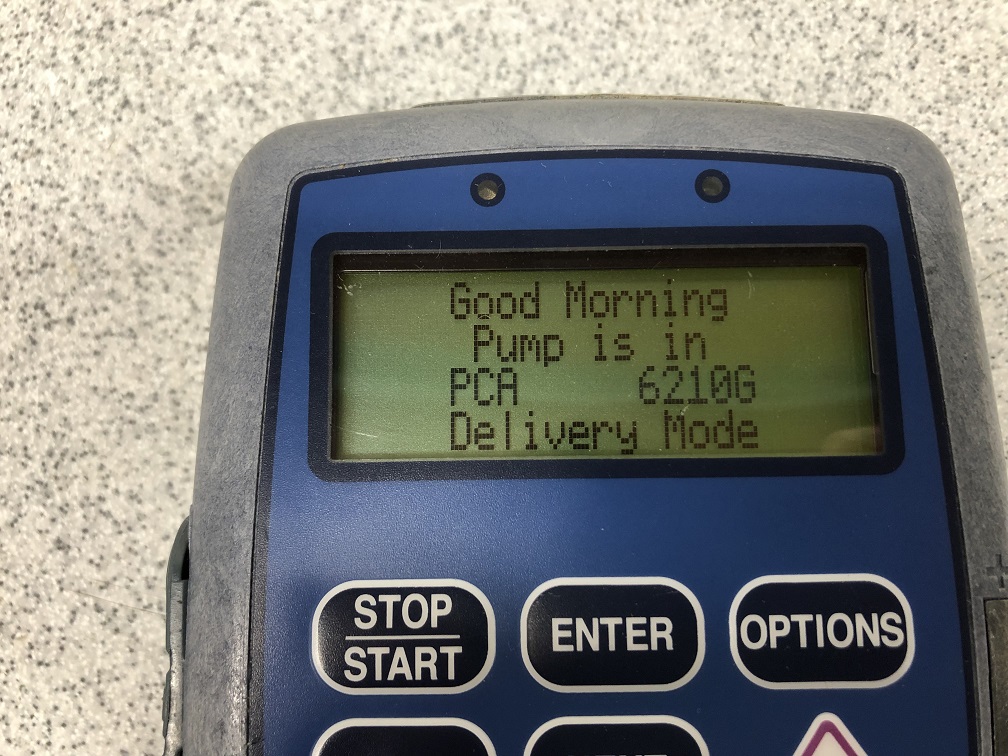 Good Morning
Pump is in
PCA 6210G
Delivery Mode
STOP
START
ENTER
OPTIONS